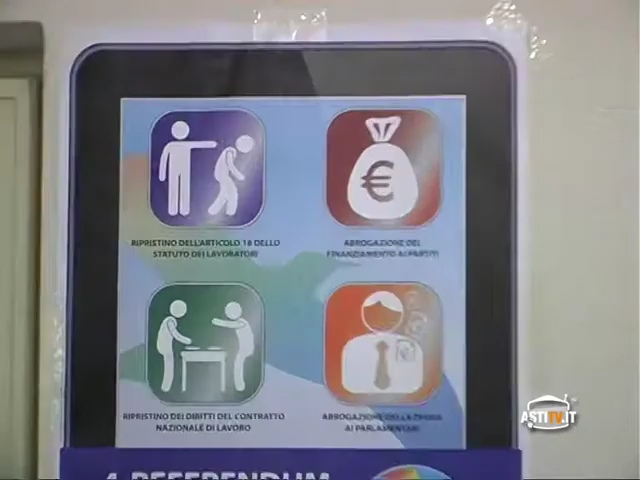 RIPRISTINO DELL'ARTICOLO 18 DELLO
STATUTO DEI LAVORATORI
ABROGAZIONE DEL
FINANZIAMENTO AI PARTITI
€
RIPRISTINO DEI DIRITTI DEL CONTRATTO
NAZIONALE DI LAVORO
ABROGAZIONE DELLA DIARIA
AI PARLAMENTARI
4 REFERENDUM
ASTITV.IT